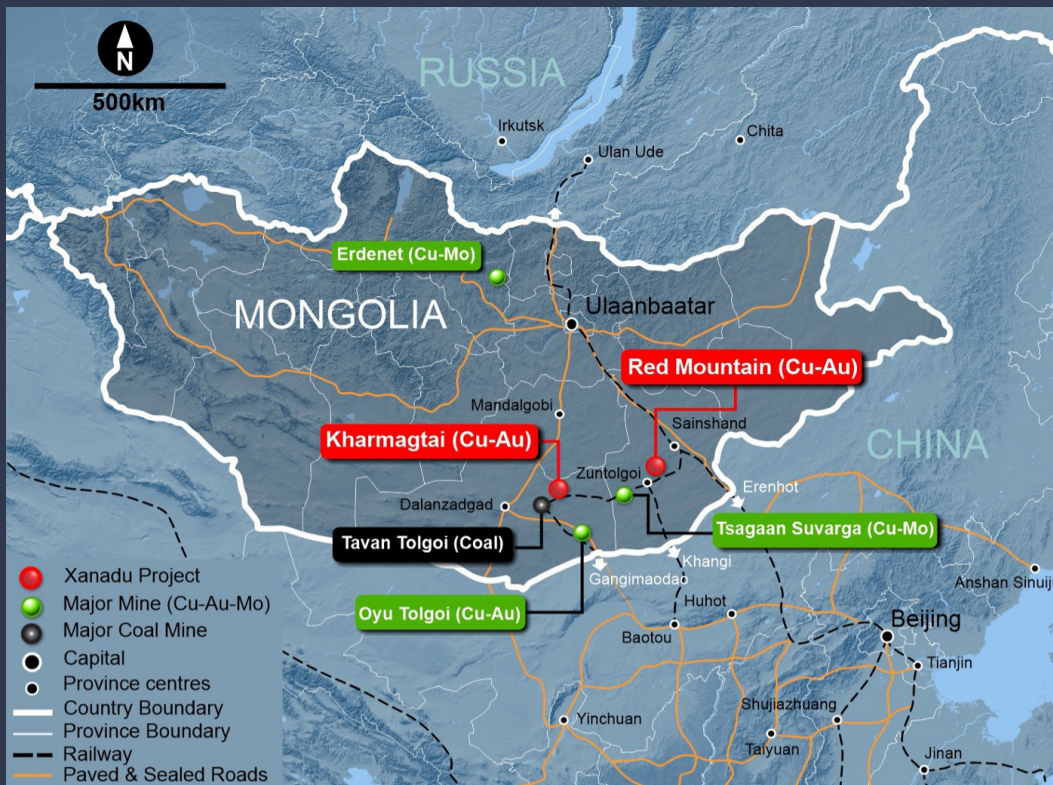 N
500km
RUSSIA
Irkutsk
Chita
Ulan Ude
Erdenet (Cu-Mo)
MONGOLIA
Ulaanbaatar
Red Mountain (Cu-Au)
Mandalgobi
Sainshand
Kharmagtai (Cu-Au)
CHINA
Zuntolgoi
Erenhot
Dalanzadgad
Tsagaan Suvarga (Cu-Mo)
Tavan Tolgoi (Coal)
Khangi
Gangimaodao
Anshan Sinuij
Oyu Tolgoi (Cu-Au)
Huhot
Baotou
Beijing
Tianjin
Shujiazhuang
Yinchuan
Taiyuan
Jinan
Xanadu Project
Major Mine (Cu-Au-Mo)
Major Coal Mine
Capital
Province centres
Country Boundary
Province Boundary
Railway
Paved & Sealed Roads